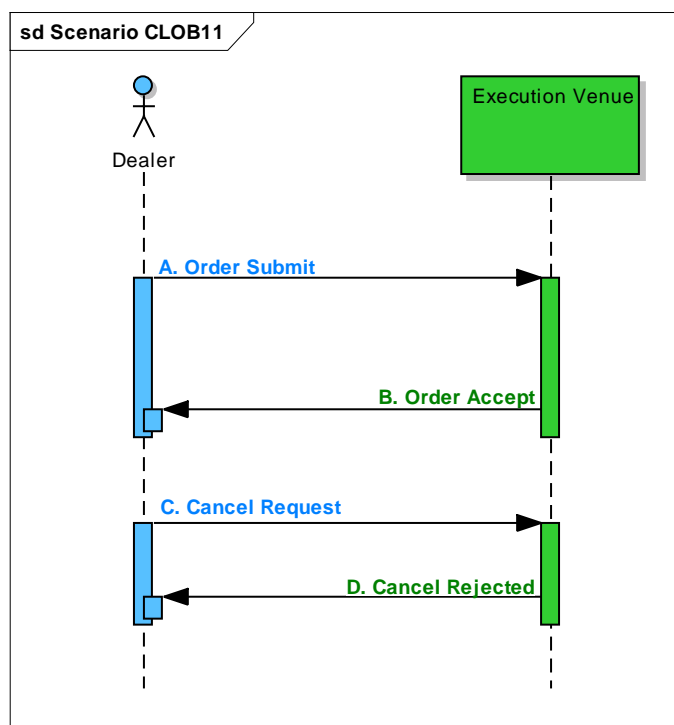 sd Scenario CLOB11
Dealer
Execution Venue
A. Order Submit
B. Order Accept
C. Cancel Request
D. Cancel Rejected